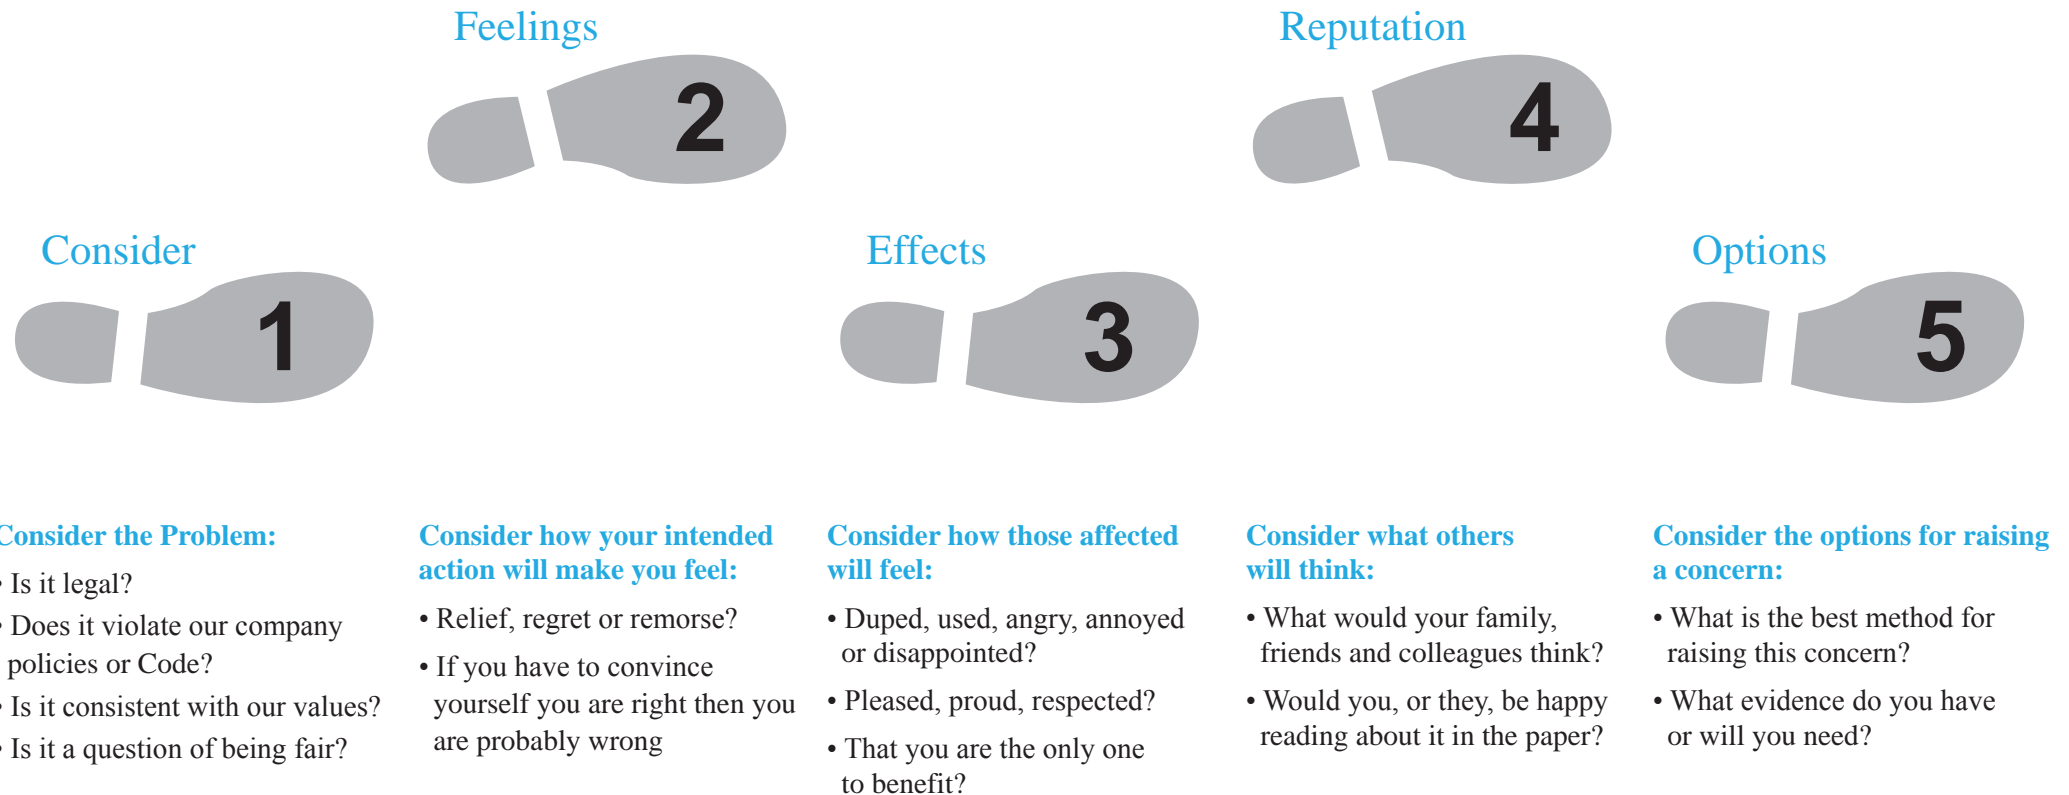 Feelings
2
Reputation
4
Consider
1
Effects
3
Options
5
Consider the Problem:
• Is it legal?
• Does it violate our company
policies or Code?
• Is it consistent with our values?
• Is it a question of being fair?
Consider how your intended
action will make you feel:
• Relief, regret or remorse?
• If you have to convince
yourself you are right then you
are probably wrong
Consider how those affected
will feel:
• Duped, used, angry, annoyed
or disappointed?
• Pleased, proud, respected?
• That you are the only one
to benefit?
Consider what others
will think:
• What would your family,
friends and colleagues think?
• Would you, or they, be happy
reading about it in the paper?
Consider the options for raising
a concern:
• What is the best method for
raising this concern?
• What evidence do you have
or will you need?